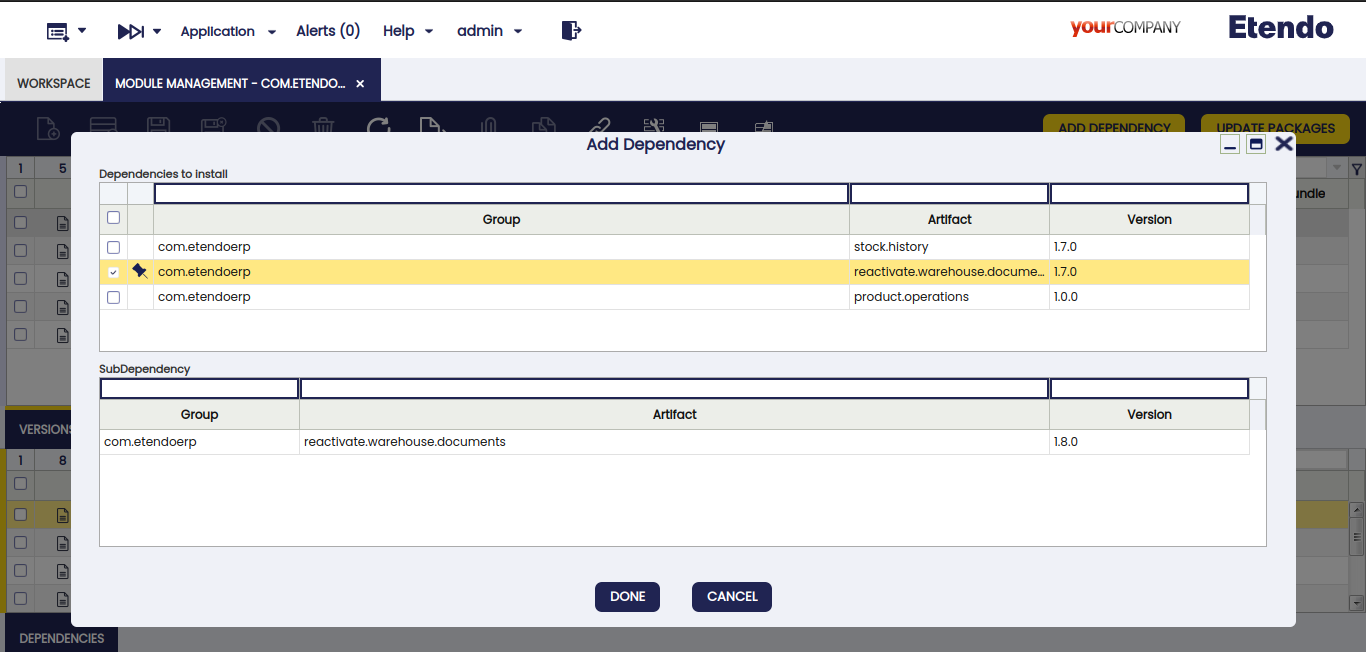 Application Alerts (0) Help admin yourCOMPANY Etendo
WORKSPACE MODULE MANAGEMENT - COM.ETENDO... ×
ADD DEPENDENCY UPDATE PACKAGES
Add Dependency
1 5
Dependencies to install
Group Artifact Version
com.etendoerp stock.history 1.7.0
com.etendoerp reactivate.warehouse.docume... 1.7.0
com.etendoerp product.operations 1.0.0
SubDependency
Group Artifact Version
VERSIONS
com.etendoerp reactivate.warehouse.documents 1.8.0
1 8
DONE CANCEL
DEPENDENCIES